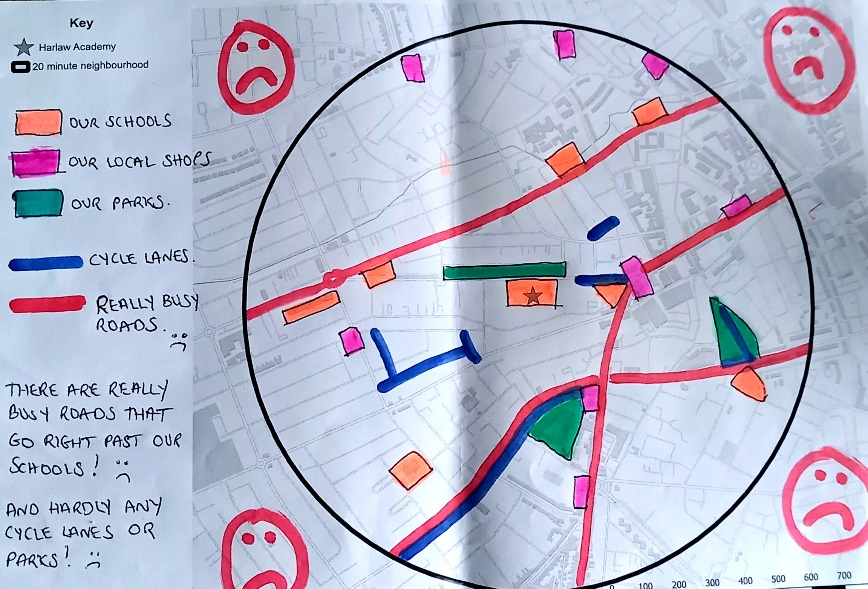 Key
Harlaw Academy
20 minute neighbourhood
OUR SCHOOLS
OUR LOCAL SHOPS
OUR PARKS.
CYCLE LANES.
REALLY BUSY
ROADS.
THERE ARE REALLY
BUSY ROADS THAT
GO RIGHT PAST OUR
SCHOOLS!
AND HARDLY ANY
CYCLE LANES OR
PARKS!
0 100 200 300 400 500 600 700